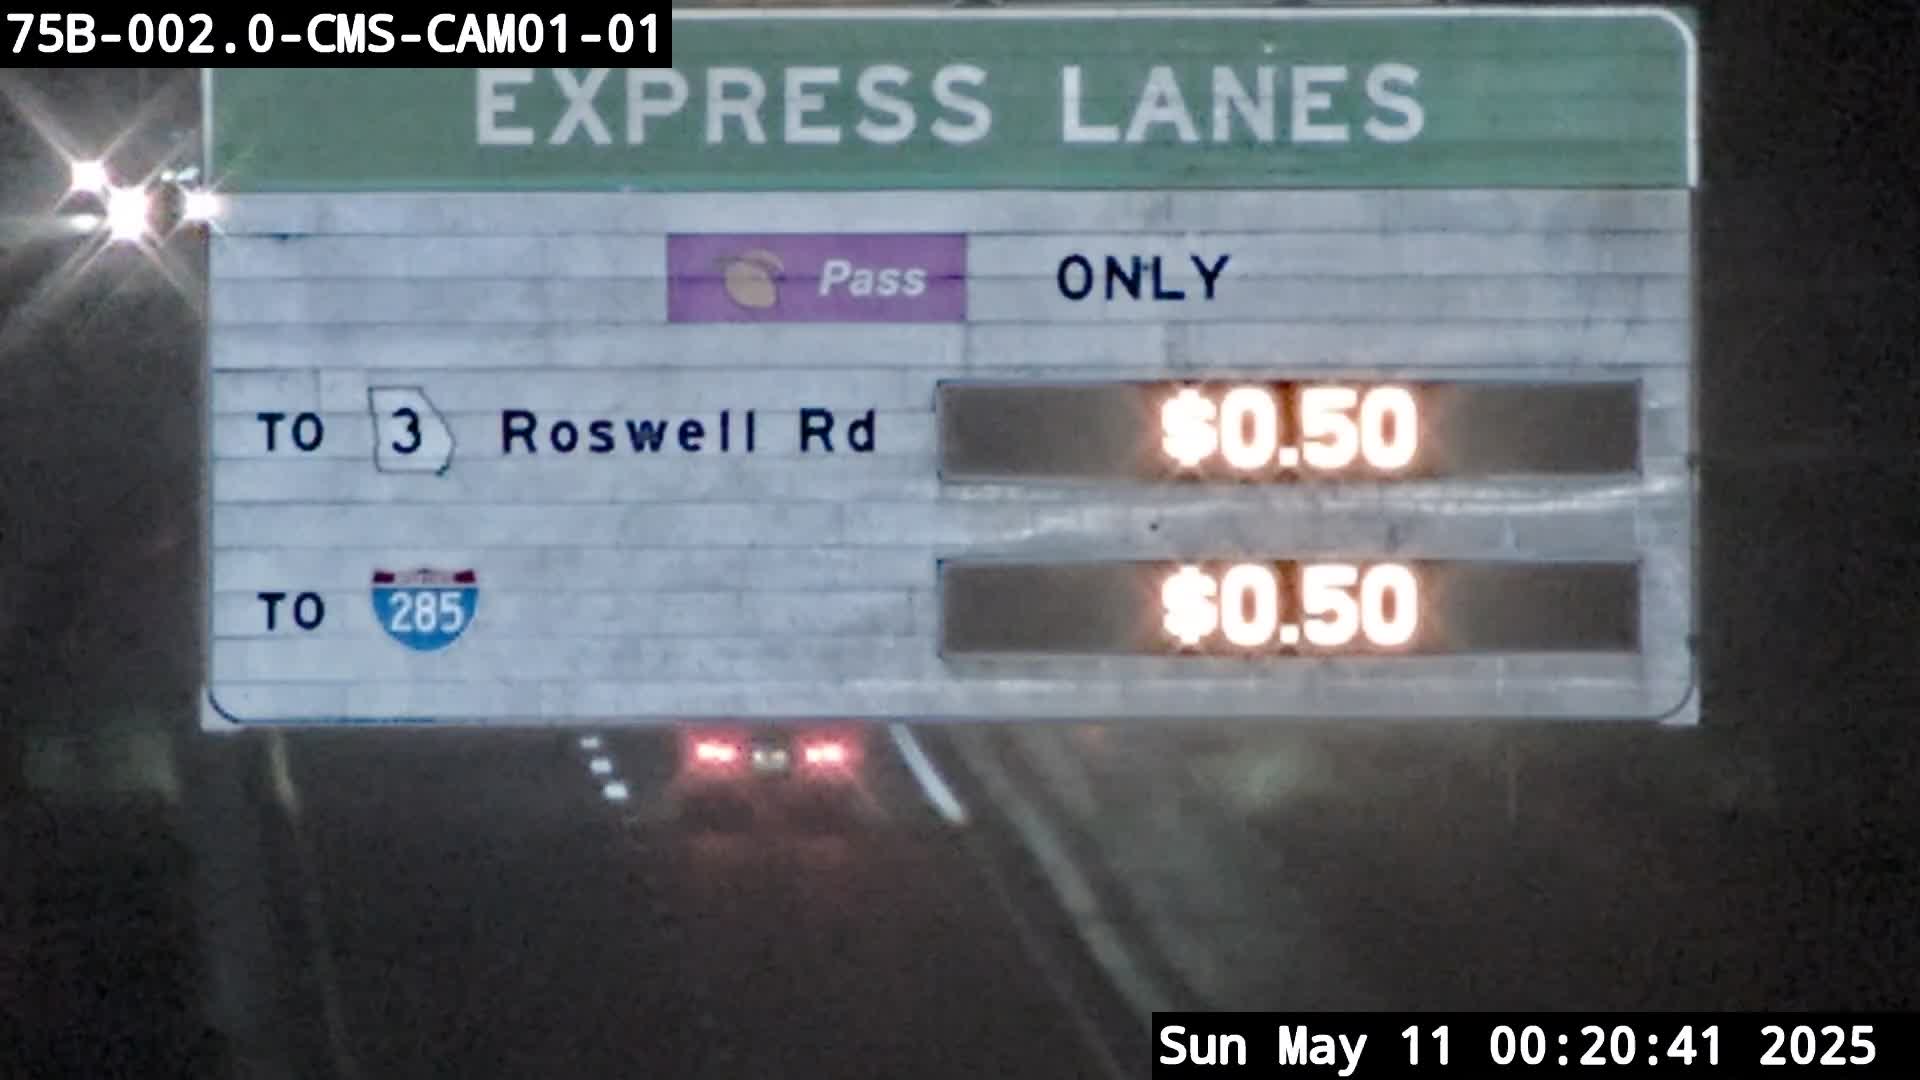 75B-002.0-CMS-CAM01-01
EXPRESS LANES
Pass ONLY
TO 3 Roswell Rd $0.50
TO 285 $0.50
Sun May 11 00:20:41 2025